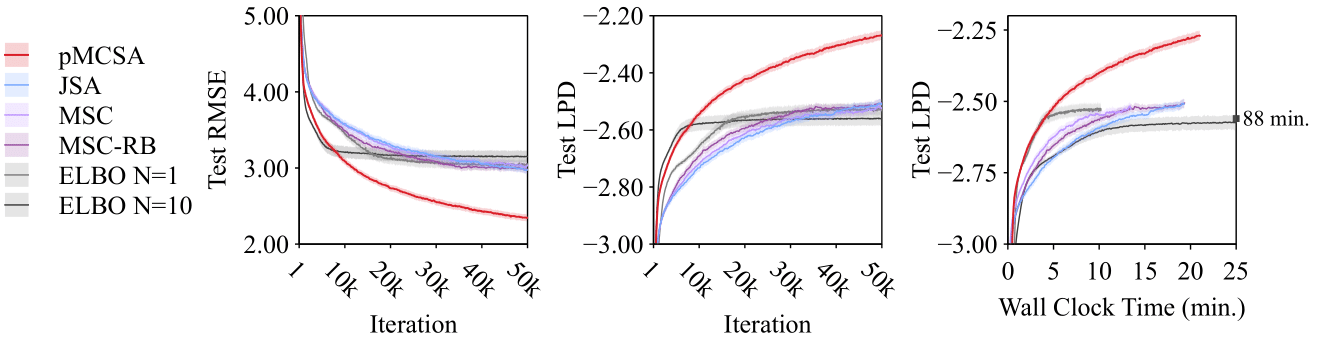 pMCSA
JSA
MSC
MSC-RB
ELBO N=1
ELBO N=10
Test RMSE
5.00
4.00
3.00
2.00
1
10k
20k
30k
40k
50k
Iteration
Test LPD
−2.20
−2.40
−2.60
−2.80
−3.00
1
10k
20k
30k
40k
50k
Iteration
Test LPD
−2.25
−2.50
−2.75
−3.00
0
5
10
15
20
25
Wall Clock Time (min.)
88 min.